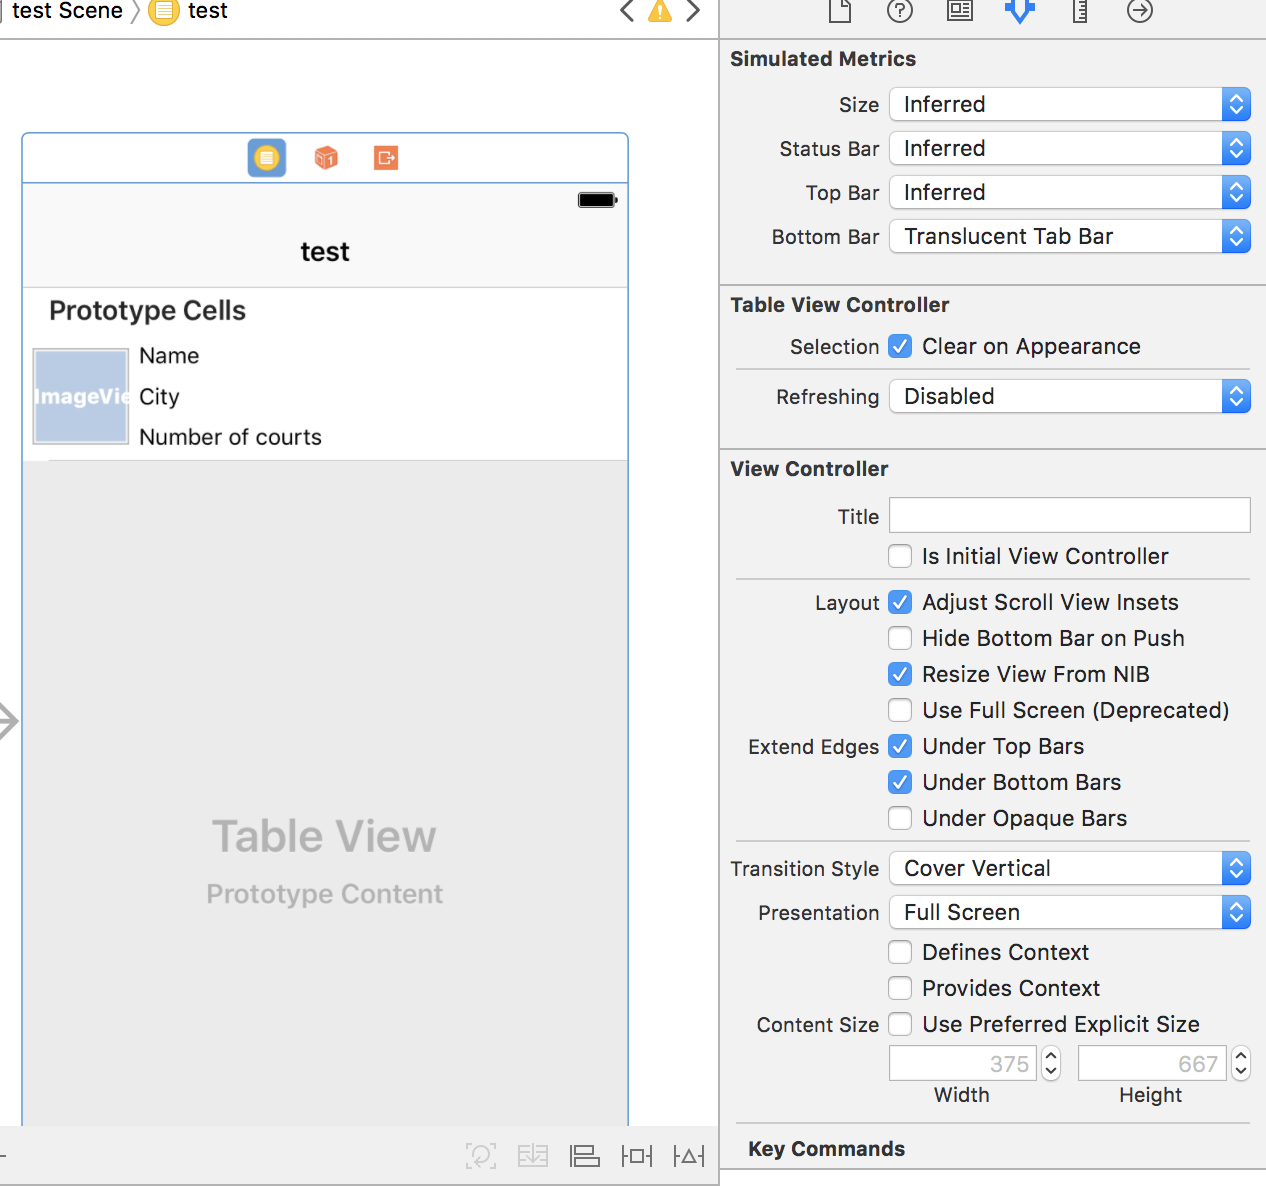 test Scene
test
test
Prototype Cells
ImageVie
Name
City
Number of courts
Table View
Prototype Content
Simulated Metrics
Size Inferred
Status Bar Inferred
Top Bar Inferred
Bottom Bar Translucent Tab Bar
Table View Controller
Selection Clear on Appearance
Refreshing Disabled
View Controller
Title
Is Initial View Controller
Layout Adjust Scroll View Insets
Hide Bottom Bar on Push
Resize View From NIB
Use Full Screen (Deprecated)
Extend Edges Under Top Bars
Under Bottom Bars
Under Opaque Bars
Transition Style Cover Vertical
Presentation Full Screen
Defines Context
Provides Context
Content Size Use Preferred Explicit Size
375 667
Width Height
Key Commands